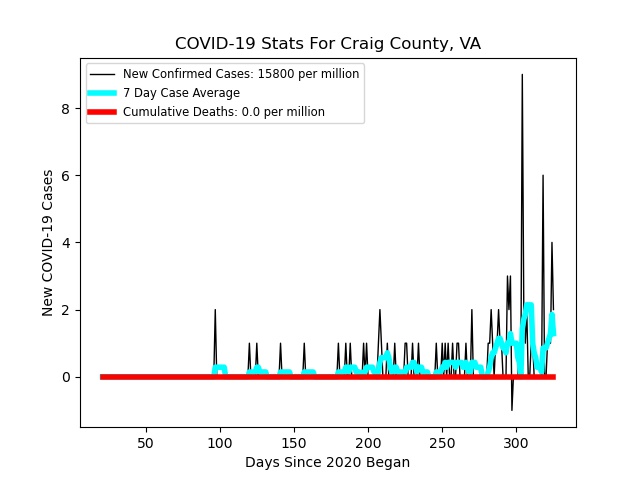 COVID-19 Stats For Craig County, VA
New Confirmed Cases: 15800 per million
7 Day Case Average
Cumulative Deaths: 0.0 per million
New COVID-19 Cases
8
6
4
2
0
50 100 150 200 250 300
Days Since 2020 Began